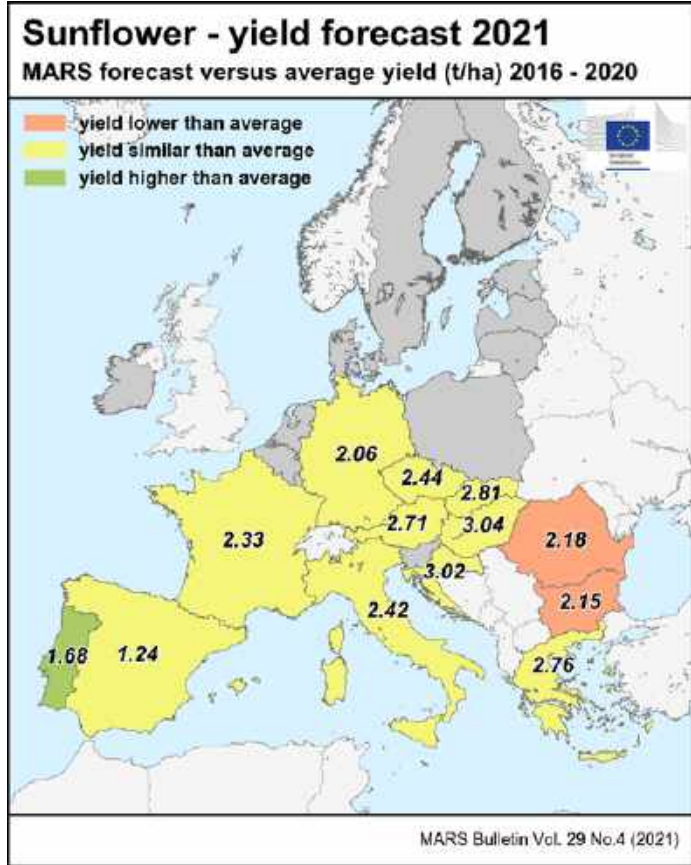 Sunflower - yield forecast 2021
MARS forecast versus average yield (t/ha) 2016 - 2020
yield lower than average
yield similar than average
yield higher than average
2.06
2.44
2.81
2.71
3.04
2.33
2.18
3.02
2.15
2.42
1.68
1.24
2.76
MARS Bulletin Vol. 29 No.4 (2021)